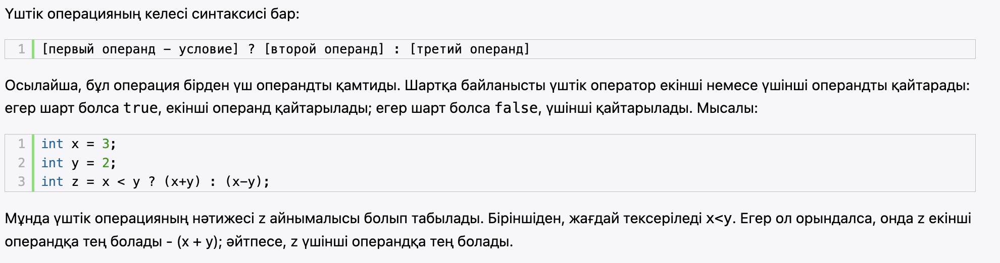 Үштік операцияның келесі синтаксисі бар:
1 [первый операнд - условие] ? [второй операнд] : [третий операнд]
Осылайша, бұл операция бірден үш операндты қамтиды. Шартқа байланысты үштік оператор екінші немесе үшінші операндты қайтарады:
егер шарт болса true, екінші операнд қайтарылады; егер шарт болса false, үшінші қайтарылады. Мысалы:
1 int x = 3;
2 int y = 2;
3 int z = x < y ? (x+y) : (x-y);
Мұнда үштік операцияның нәтижесі z айнымалысы болып табылады. Біріншіден, жағдай тексеріледі x<y. Егер ол орындалса, онда z екінші
операндқа тең болады - (x + y); әйтпесе, z үшінші операндқа тең болады.